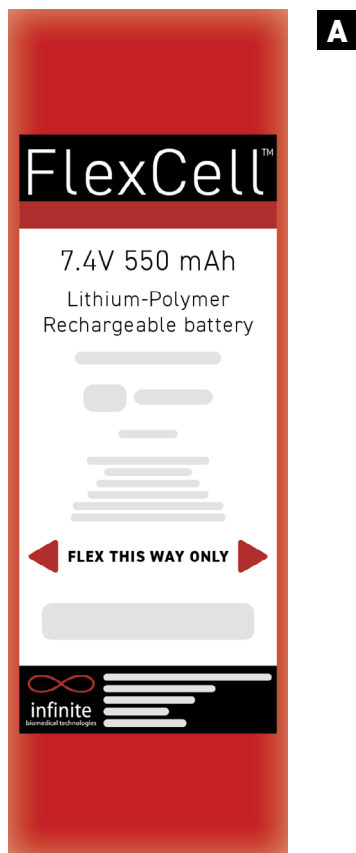 A
FlexCell™
7.4V 550 mAh
Lithium-Polymer
Rechargeable battery
FLEX THIS WAY ONLY
infinite
biomedical technologies